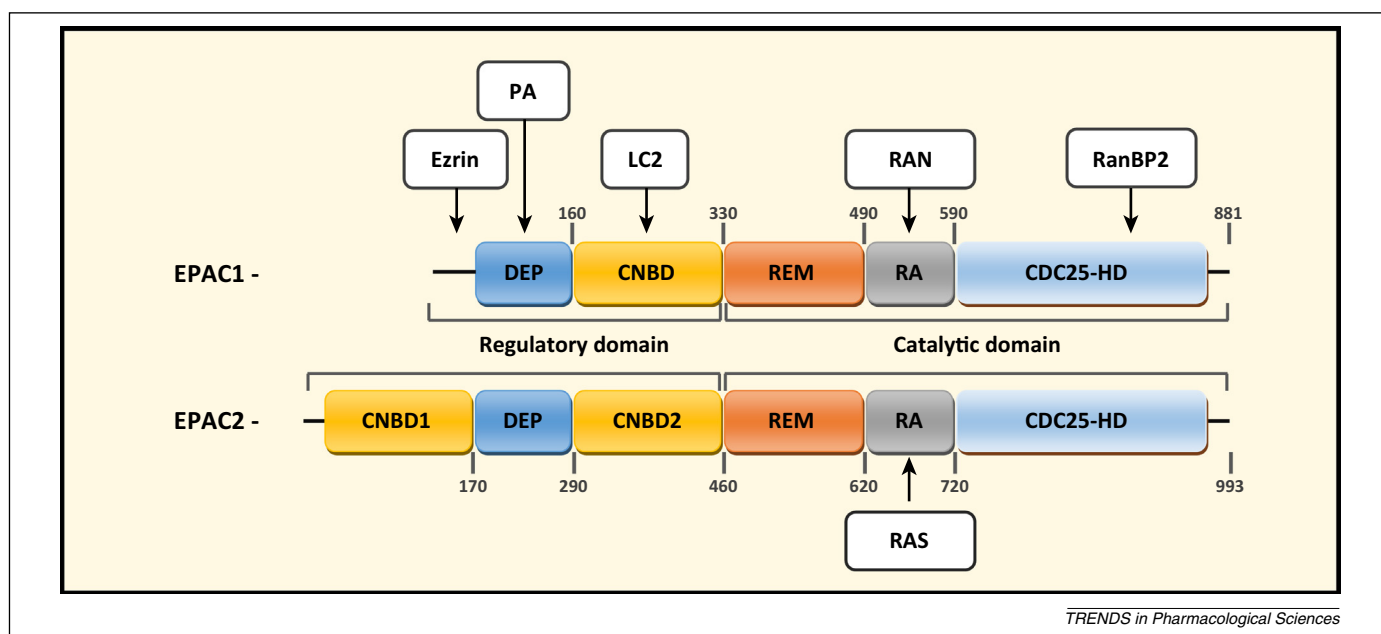 PA
Ezrin LC2 RAN RanBP2
160 330 490 590 881
EPAC1 - DEP CNBD REM RA CDC25-HD
Regulatory domain Catalytic domain
EPAC2 - CNBD1 DEP CNBD2 REM RA CDC25-HD
170 290 460 620 720 993
RAS
TRENDS in Pharmacological Sciences